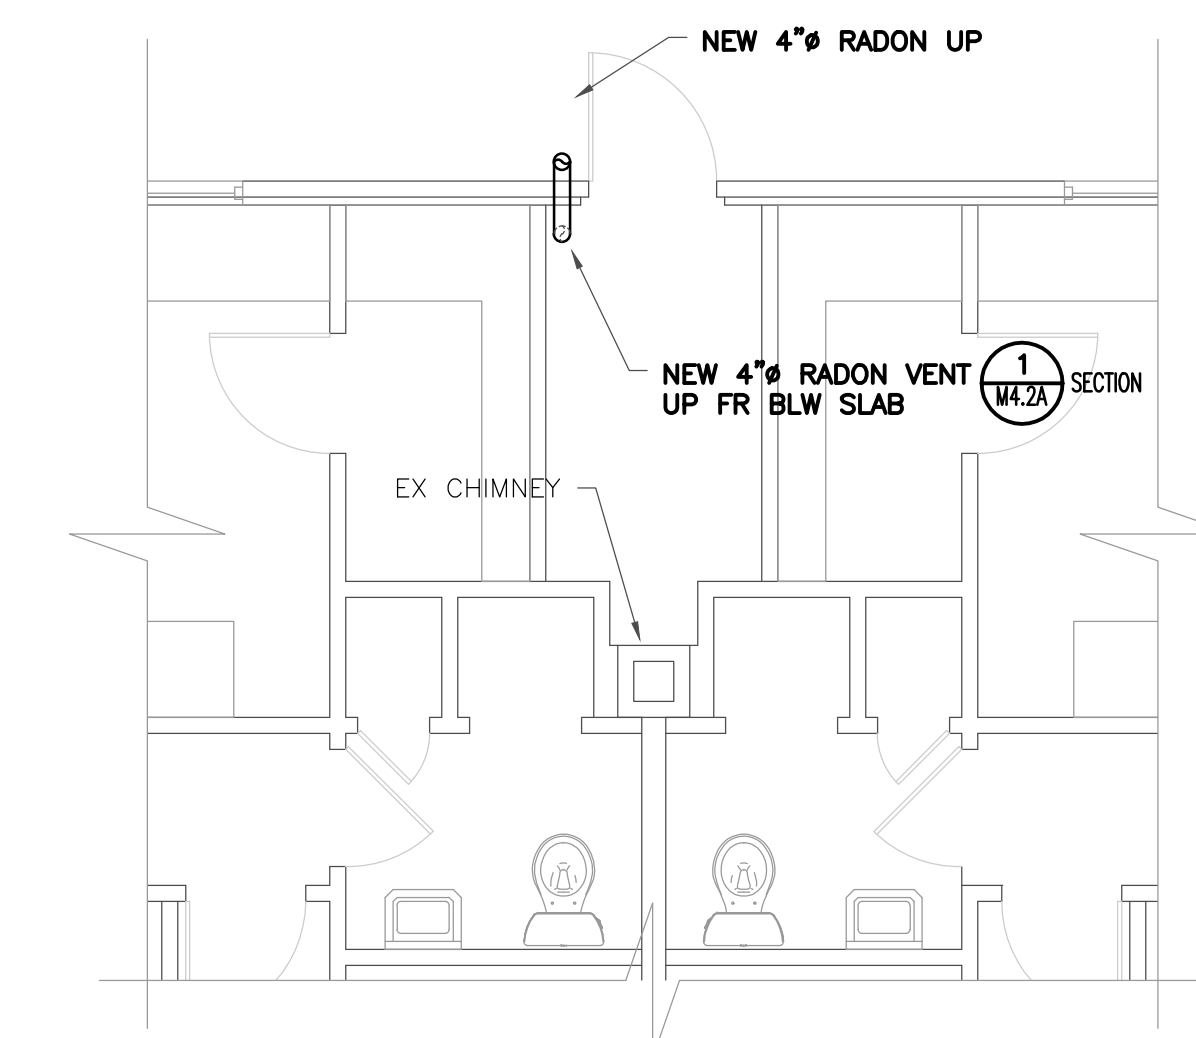 NEW 4"ø RADON UP
NEW 4"ø RADON VENT
UP FR BLW SLAB
1
M4.2A
SECTION
EX CHIMNEY